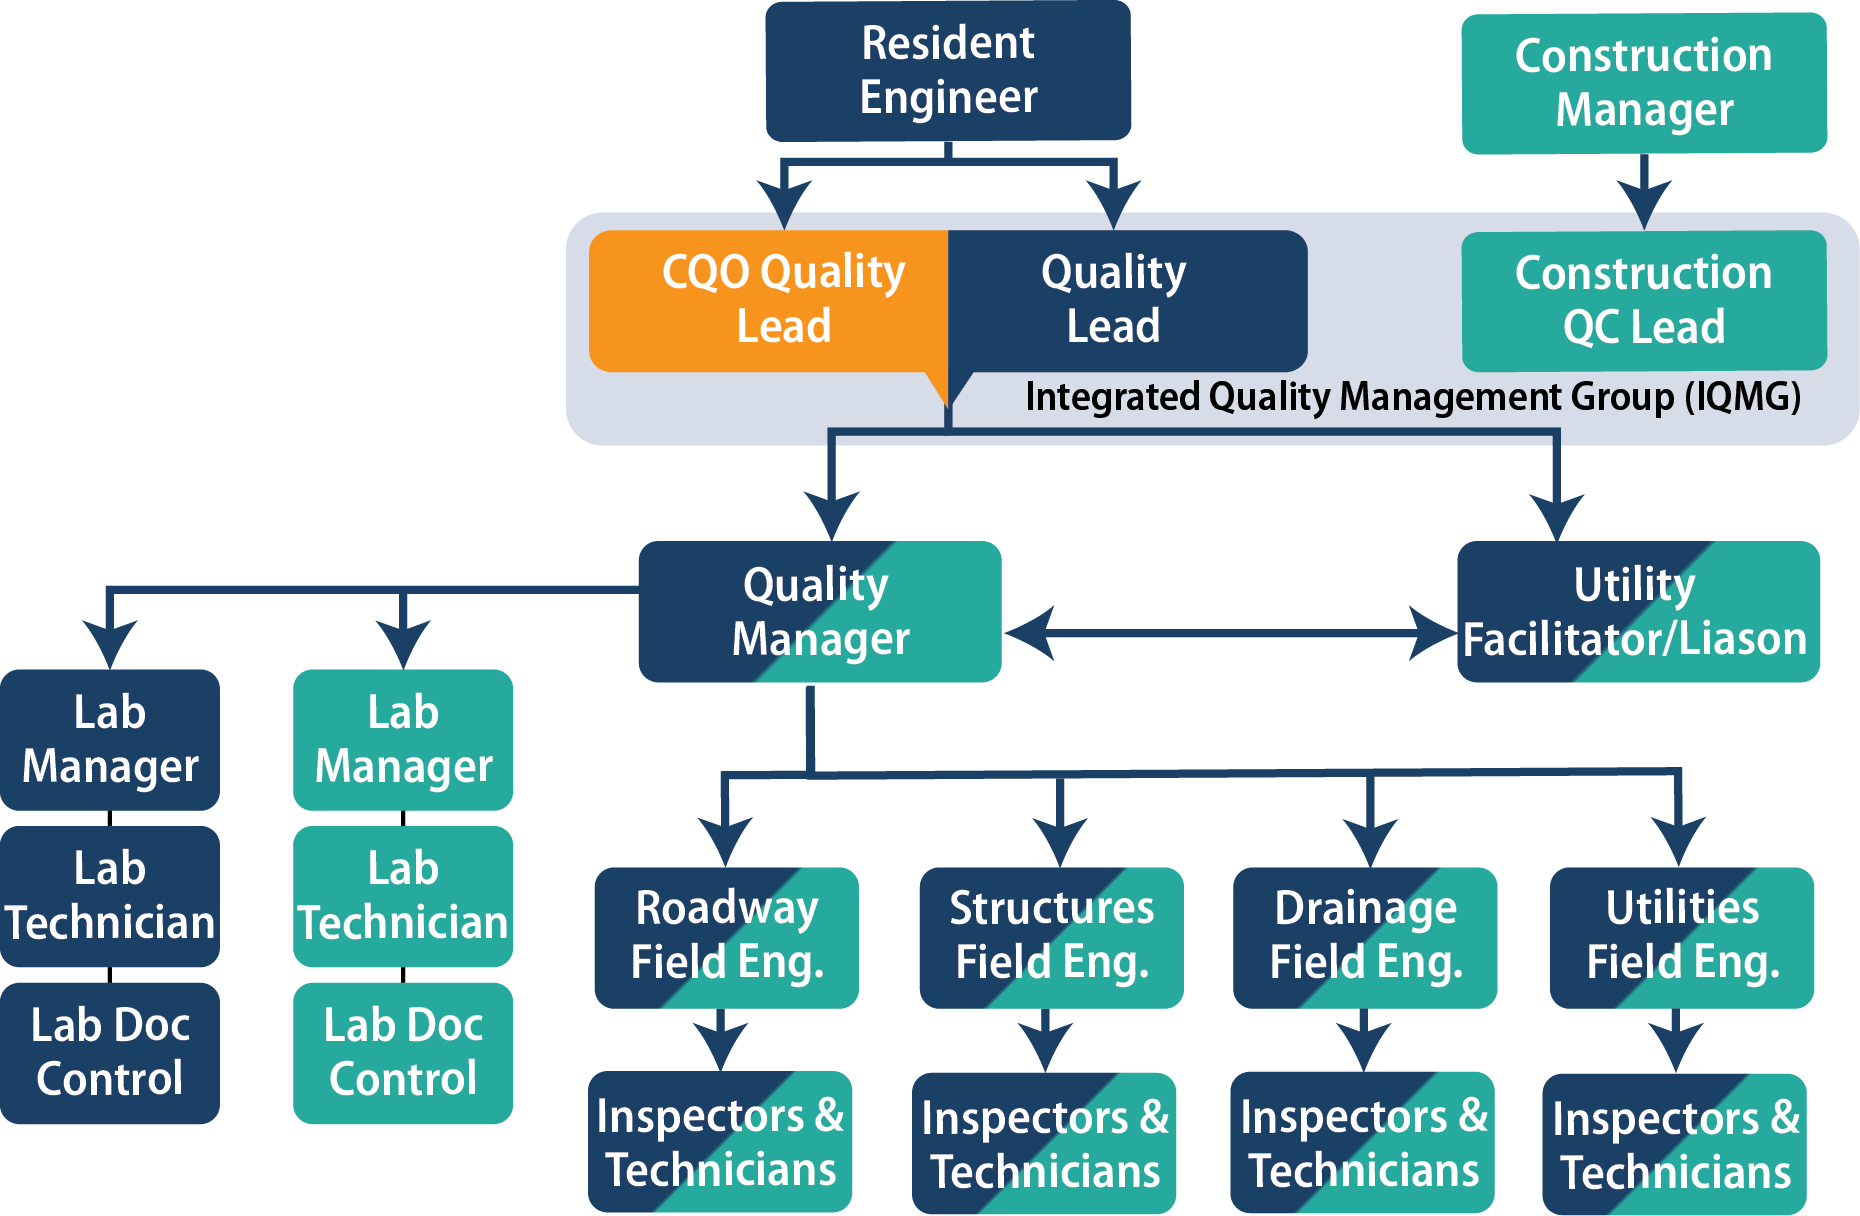 Resident
Engineer
Construction
Manager
CQO Quality
Lead
Quality
Lead
Construction
QC Lead
Integrated Quality Management Group (IQMG)
Quality
Manager
Utility
Facilitator/Liason
Lab
Manager
Lab
Manager
Lab
Technician
Lab
Technician
Lab Doc
Control
Lab Doc
Control
Roadway
Field Eng.
Structures
Field Eng.
Drainage
Field Eng.
Utilities
Field Eng.
Inspectors &
Technicians
Inspectors &
Technicians
Inspectors &
Technicians
Inspectors &
Technicians